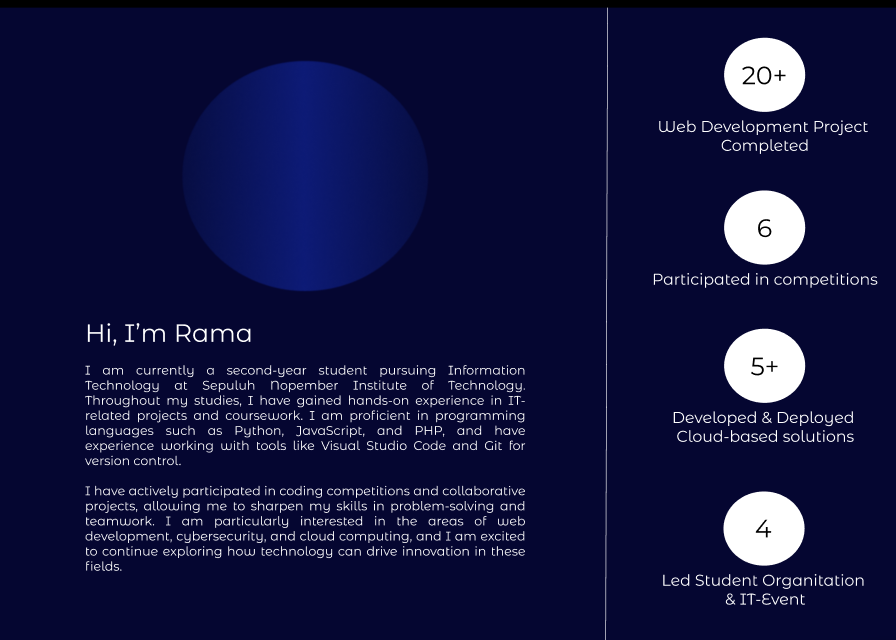 Hi, I'm Rama
I am currently a second-year student pursuing Information
Technology at Sepuluh Nopember Institute of Technology.
Throughout my studies, I have gained hands-on experience in IT-
related projects and coursework. I am proficient in programming
languages such as Python, JavaScript, and PHP, and have
experience working with tools like Visual Studio Code and Git for
version control.
I have actively participated in coding competitions and collaborative
projects, allowing me to sharpen my skills in problem-solving and
teamwork. I am particularly interested in the areas of web
development, cybersecurity, and cloud computing, and I am excited
to continue exploring how technology can drive innovation in these
fields.
20+
Web Development Project
Completed
6
Participated in competitions
5+
Developed & Deployed
Cloud-based solutions
4
Led Student Organitation
& IT-Event